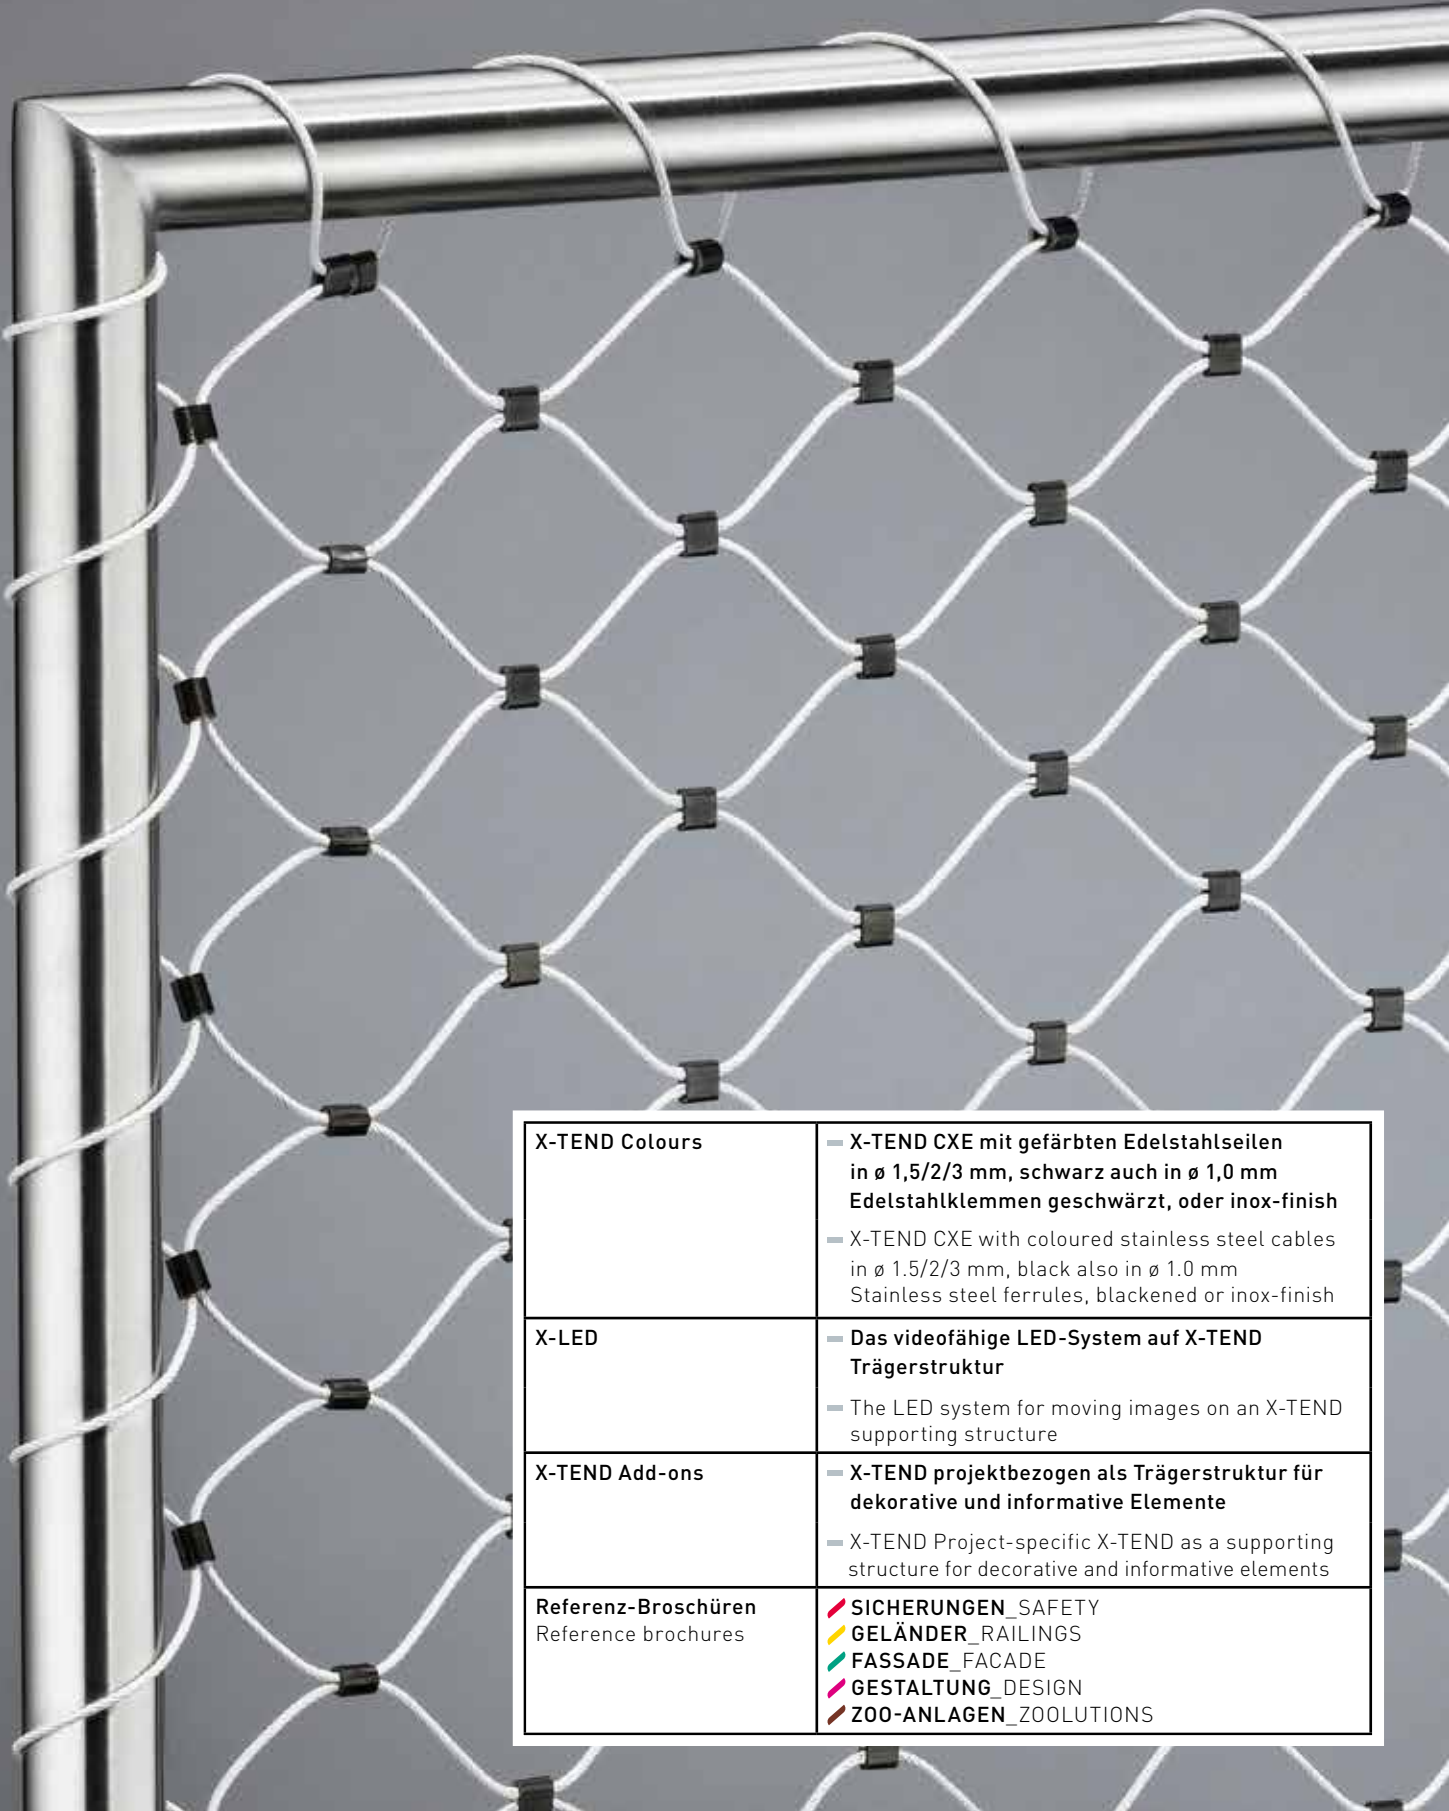 X-TEND Colours
X-TEND CXE mit gefärbten Edelstahlseilen
in ø 1,5/2/3 mm, schwarz auch in ø 1,0 mm
Edelstahlklemmen geschwärzt, oder inox-finish
X-TEND CXE with coloured stainless steel cables
in ø 1.5/2/3 mm, black also in ø 1.0 mm
Stainless steel ferrules, blackened or inox-finish
X-LED
Das videofähige LED-System auf X-TEND
Trägerstruktur
The LED system for moving images on an X-TEND
supporting structure
X-TEND Add-ons
X-TEND projektbezogen als Trägerstruktur für
dekorative und informative Elemente
X-TEND Project-specific X-TEND as a supporting
structure for decorative and informative elements
Referenz-Broschüren
Reference brochures
SICHERUNGEN_SAFETY
GELÄNDER_RAILINGS
FASSADE_FACADE
GESTALTUNG_DESIGN
ZOO-ANLAGEN_ZOOLUTIONS